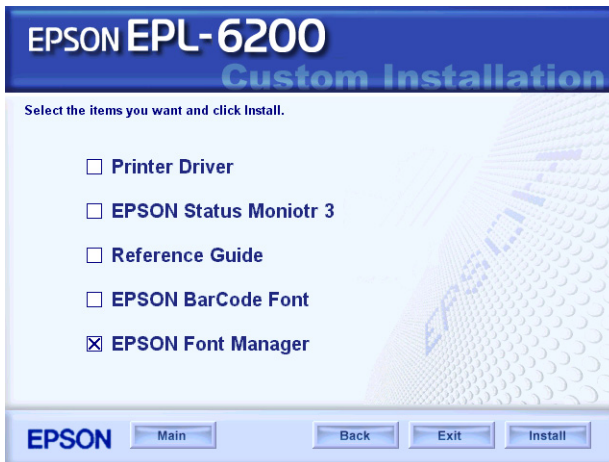 EPSON EPL-6200
Custom Installation
Select the items you want and click Install.
Printer Driver
EPSON Status Moniotr 3
Reference Guide
EPSON BarCode Font
EPSON Font Manager
EPSON
EPSON Main Back Exit Install